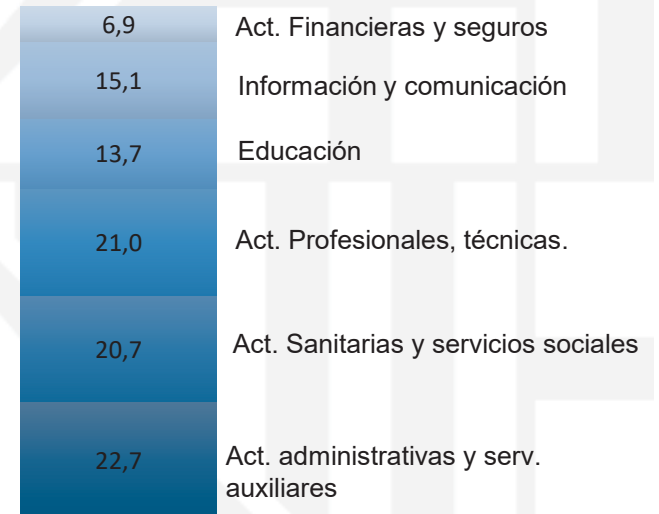 6,9 Act. Financieras y seguros
15,1 Información y comunicación
13,7 Educación
21,0 Act. Profesionales, técnicas.
20,7 Act. Sanitarias y servicios sociales
22,7 Act. administrativas y serv.
auxiliares